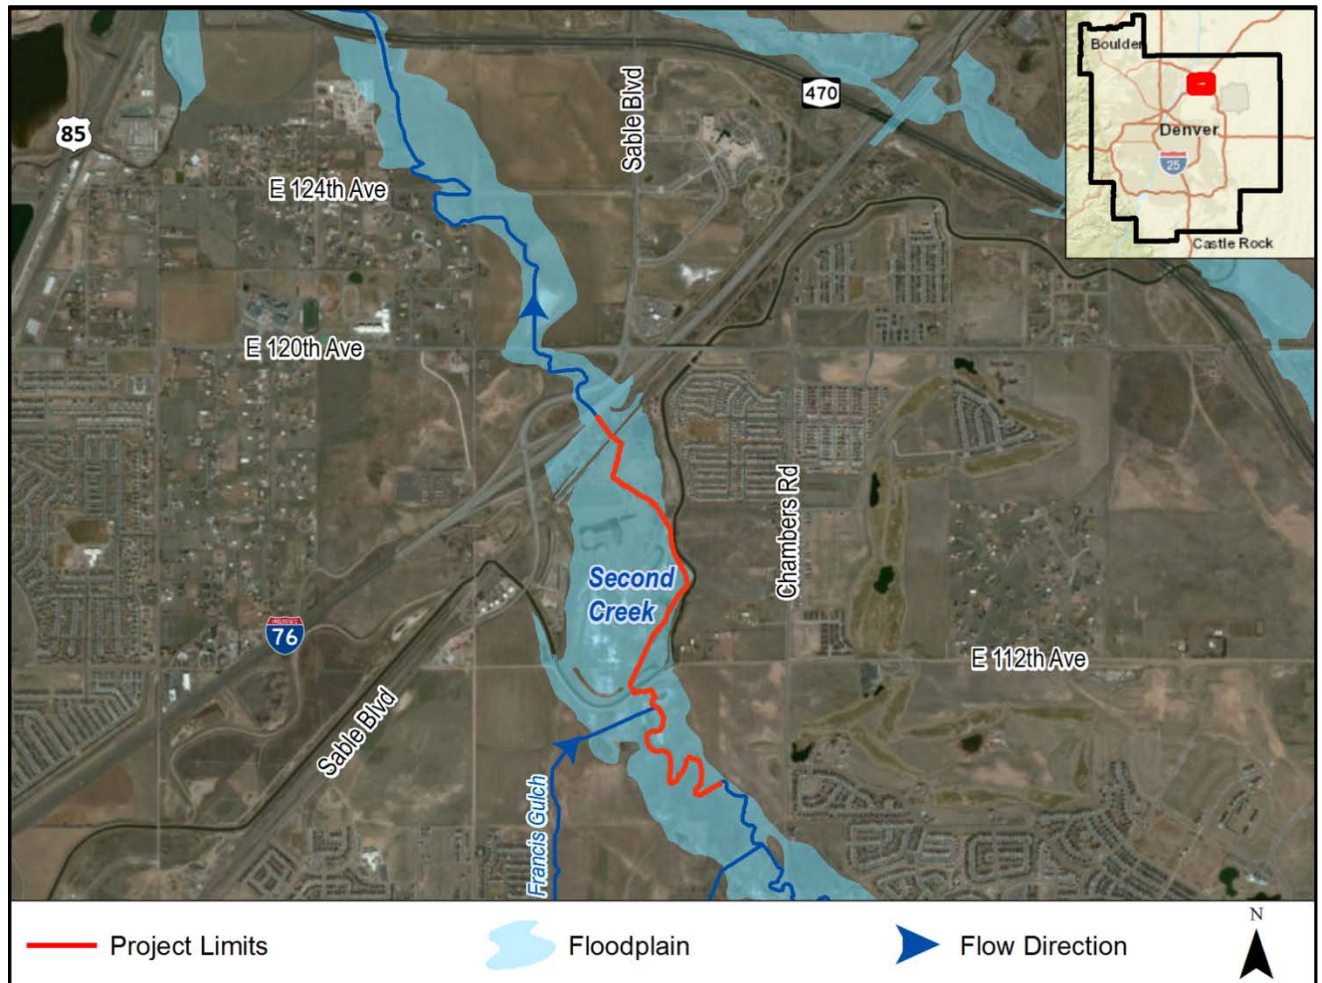 Boulder
Denver
25
Castle Rock
470
85
Sable Blvd
E 124th Ave
E 120th Ave
Chambers Rd
Second
Creek
INTERSTATE
76
E 112th Ave
Sable Blvd
Francis Gulch
N
Project Limits
Floodplain
Flow Direction